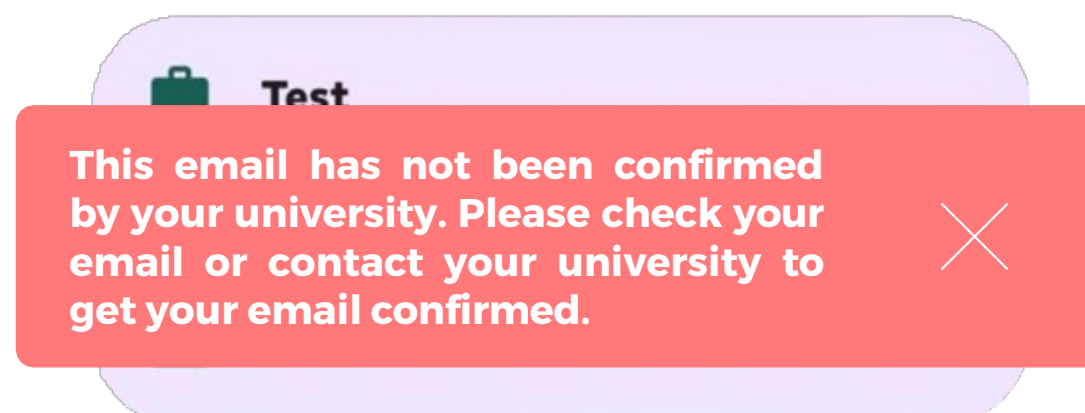 Test
This email has not been confirmed
by your university. Please check your
email or contact your university to
get your email confirmed.